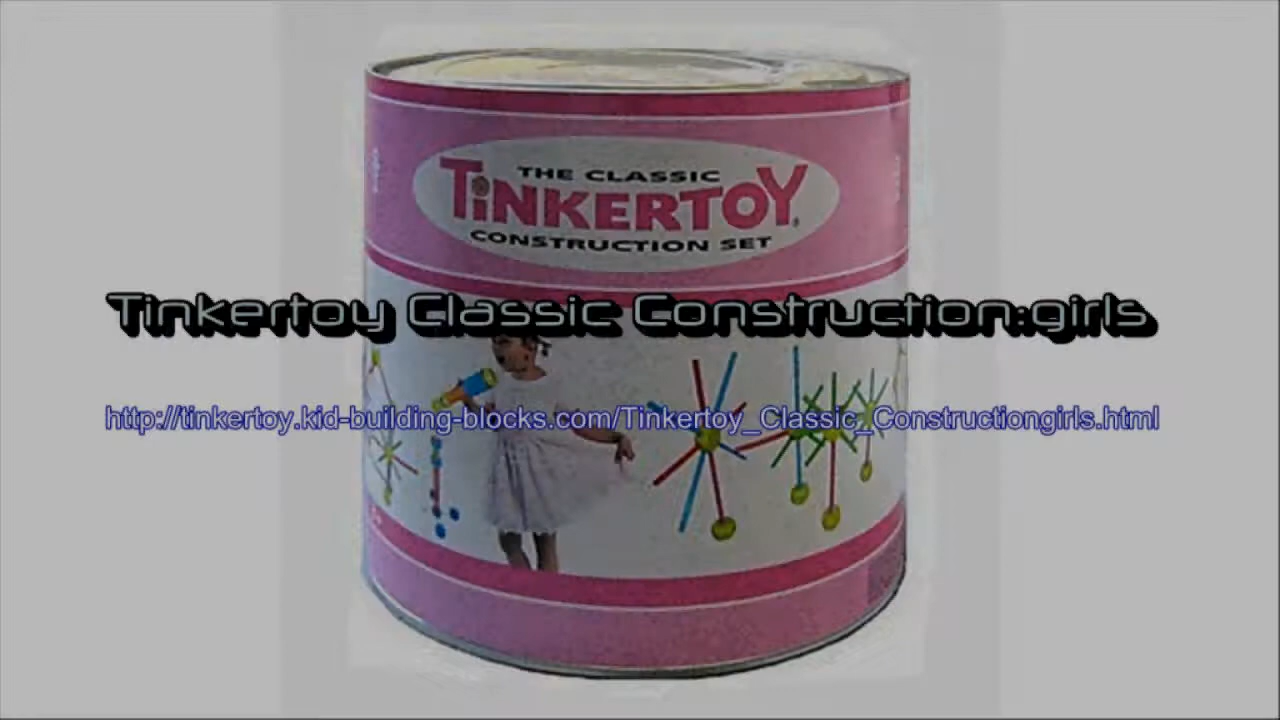 THE CLASSIC
TINKERTOY
CONSTRUCTION SET
Tinkertoy Classic Construction:girls
http://tinkertoy.kid-building-blocks.com/Tinkertoy_Classic_Constructiongirls.html